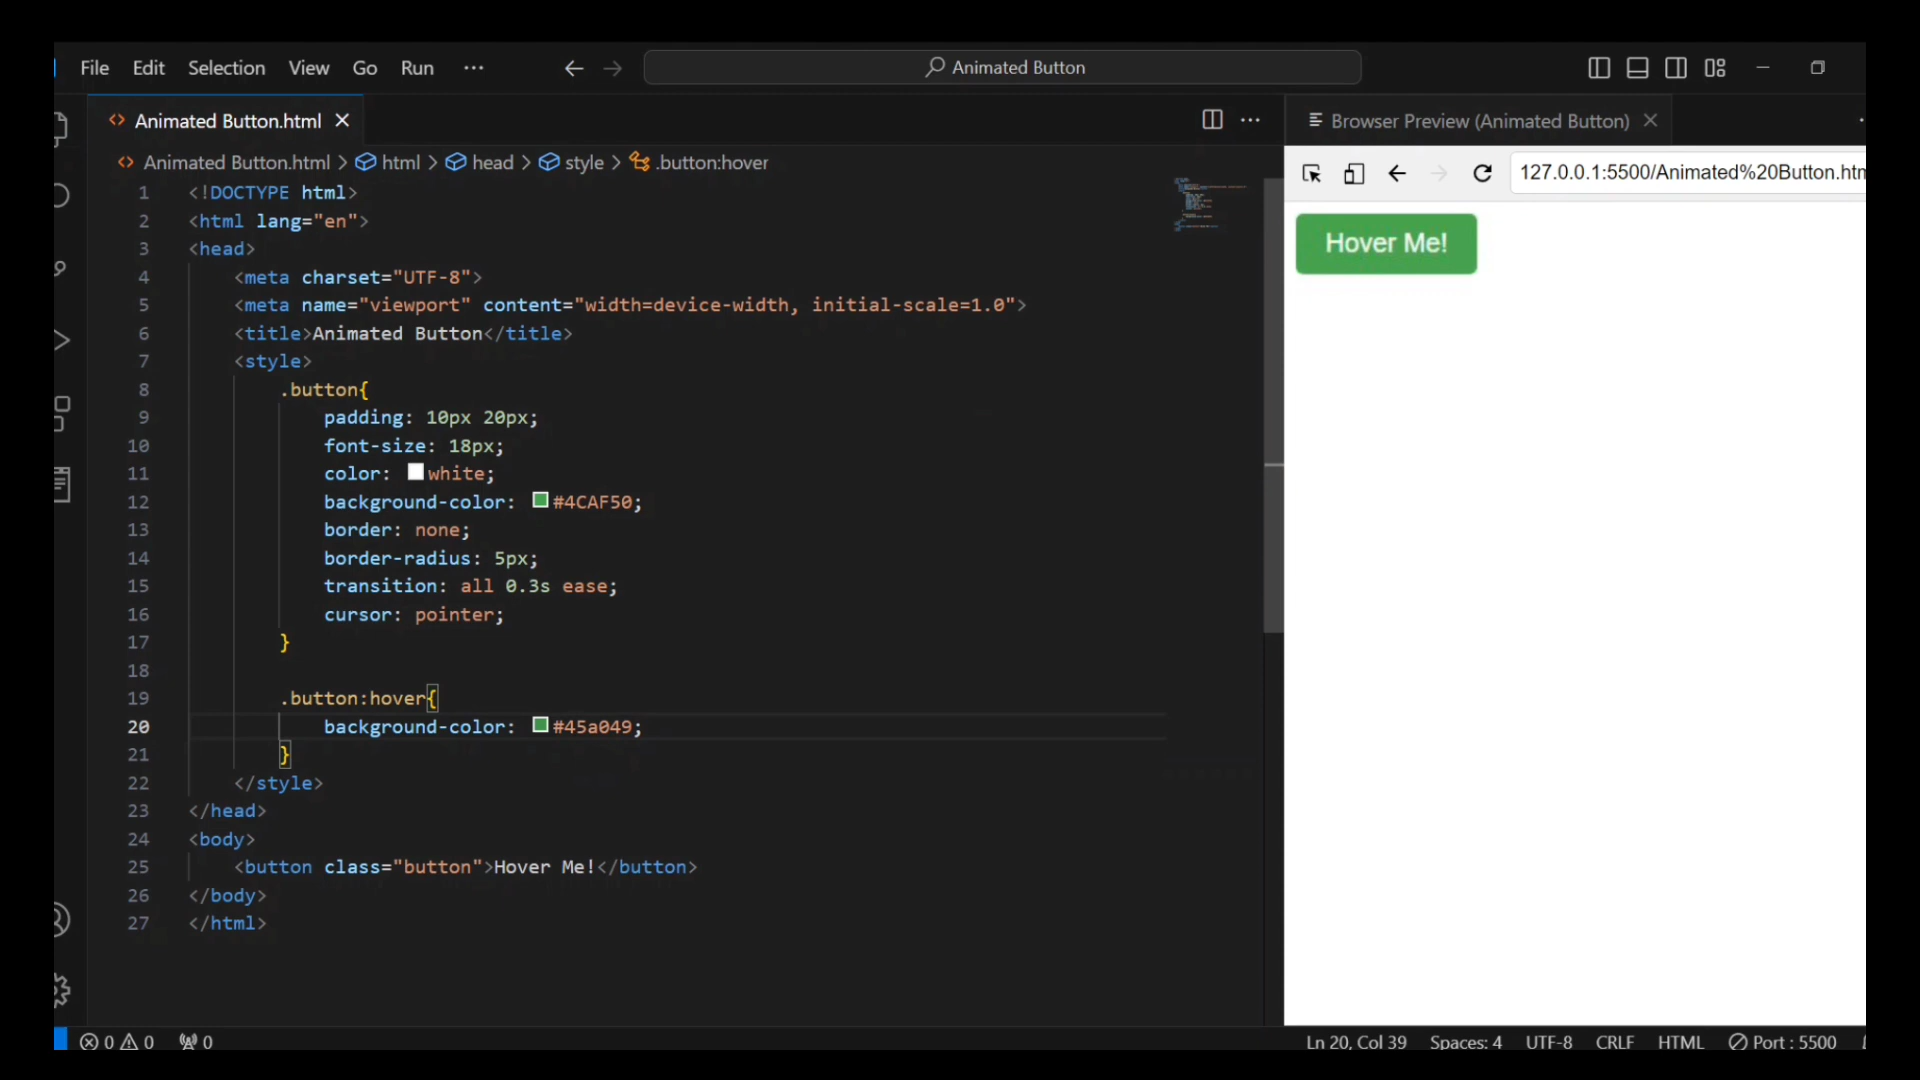 File Edit Selection View Go Run ··· Animated Button
Animated Button.html
Browser Preview (Animated Button)
Animated Button.html > html > head > style > .button:hover
127.0.0.1:5500/Animated%20Button.htm
1 <!DOCTYPE html>
2 <html lang="en">
3 <head>
4 <meta charset="UTF-8">
5 <meta name="viewport" content="width=device-width, initial-scale=1.0">
6 <title>Animated Button</title>
7 <style>
8 .button{
9 padding: 10px 20px;
10 font-size: 18px;
11 color: white;
12 background-color: #4CAF50;
13 border: none;
14 border-radius: 5px;
15 transition: all 0.3s ease;
16 cursor: pointer;
17 }
18
19 .button:hover{
20 background-color: #45a049;
21 }
22 </style>
23 </head>
24 <body>
25 <button class="button">Hover Me!</button>
26 </body>
27 </html>
Hover Me!
0 0 0 Ln 20, Col 39 Spaces: 4 UTF-8 CRLF HTML Port : 5500